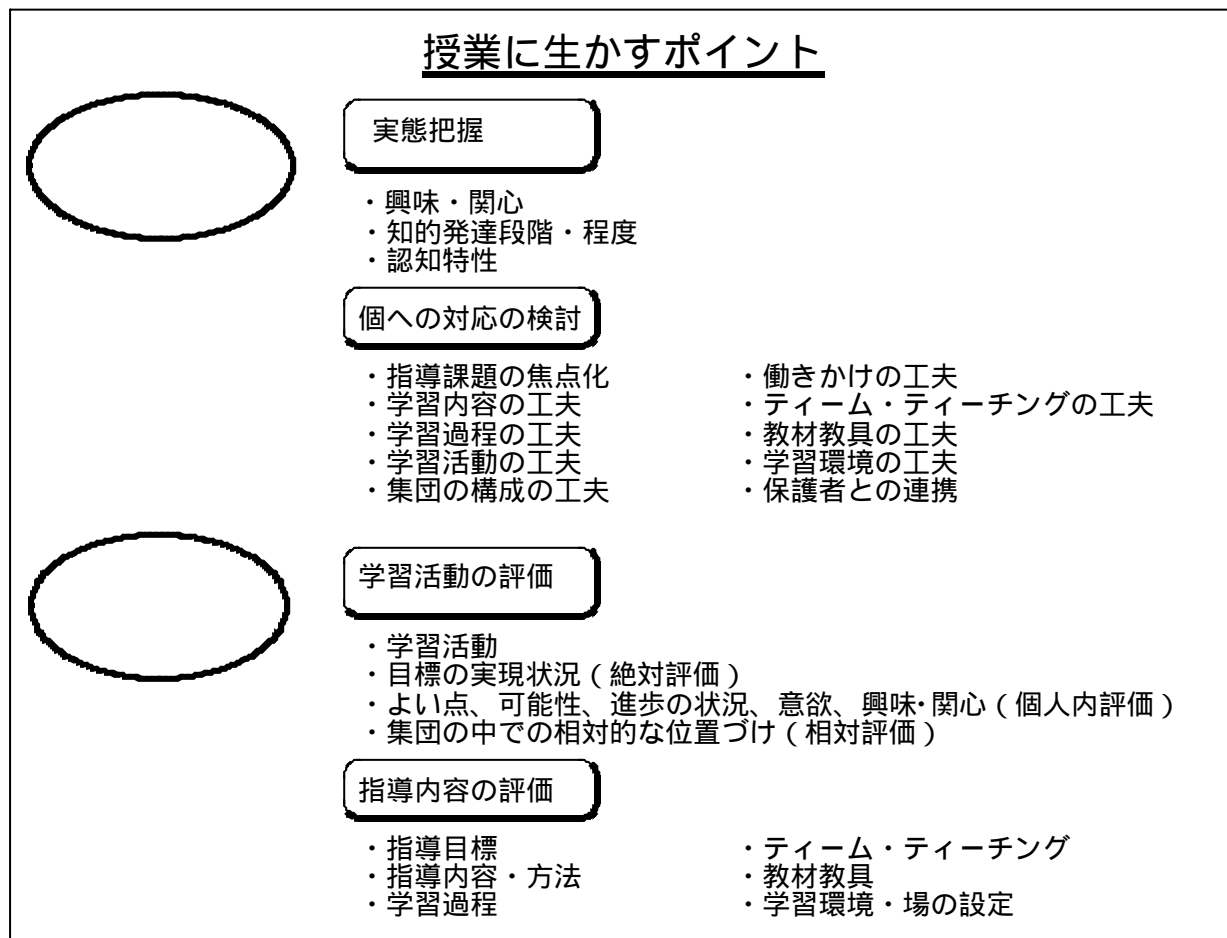 授業に生かすポイント
実態把握
・興味・関心
・知的発達段階・程度
・認知特性
個への対応の検討
・指導課題の焦点化
・学習内容の工夫
・学習過程の工夫
・学習活動の工夫
・集団の構成の工夫
・働きかけの工夫
・ティーム・ティーチングの工夫
・教材教具の工夫
・学習環境の工夫
・保護者との連携
学習活動の評価
・学習活動
・目標の実現状況（絶対評価）
・よい点、可能性、進歩の状況、意欲、興味・関心（個人内評価）
・集団の中での相対的な位置づけ（相対評価）
指導内容の評価
・指導目標
・指導内容・方法
・学習過程
・ティーム・ティーチング
・教材教具
・学習環境・場の設定